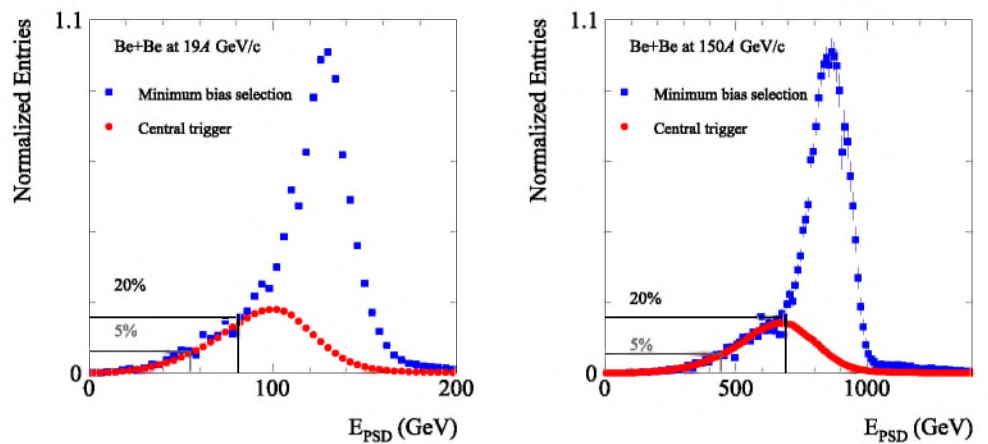 1.1
Normalized Entries
Be+Be at 19A GeV/c
Minimum bias selection
Central trigger
20%
5%
0
0
100
200
E_PSD (GeV)
1.1
Normalized Entries
Be+Be at 150A GeV/c
Minimum bias selection
Central trigger
20%
5%
0
0
500
1000
E_PSD (GeV)